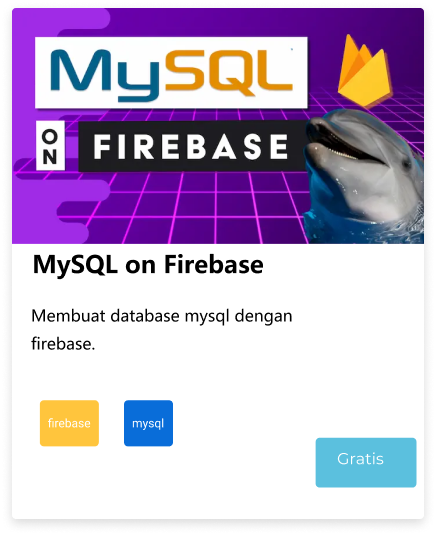 MySQL
ON FIREBASE
MySQL on Firebase
Membuat database mysql dengan
firebase.
firebase mysql
Gratis